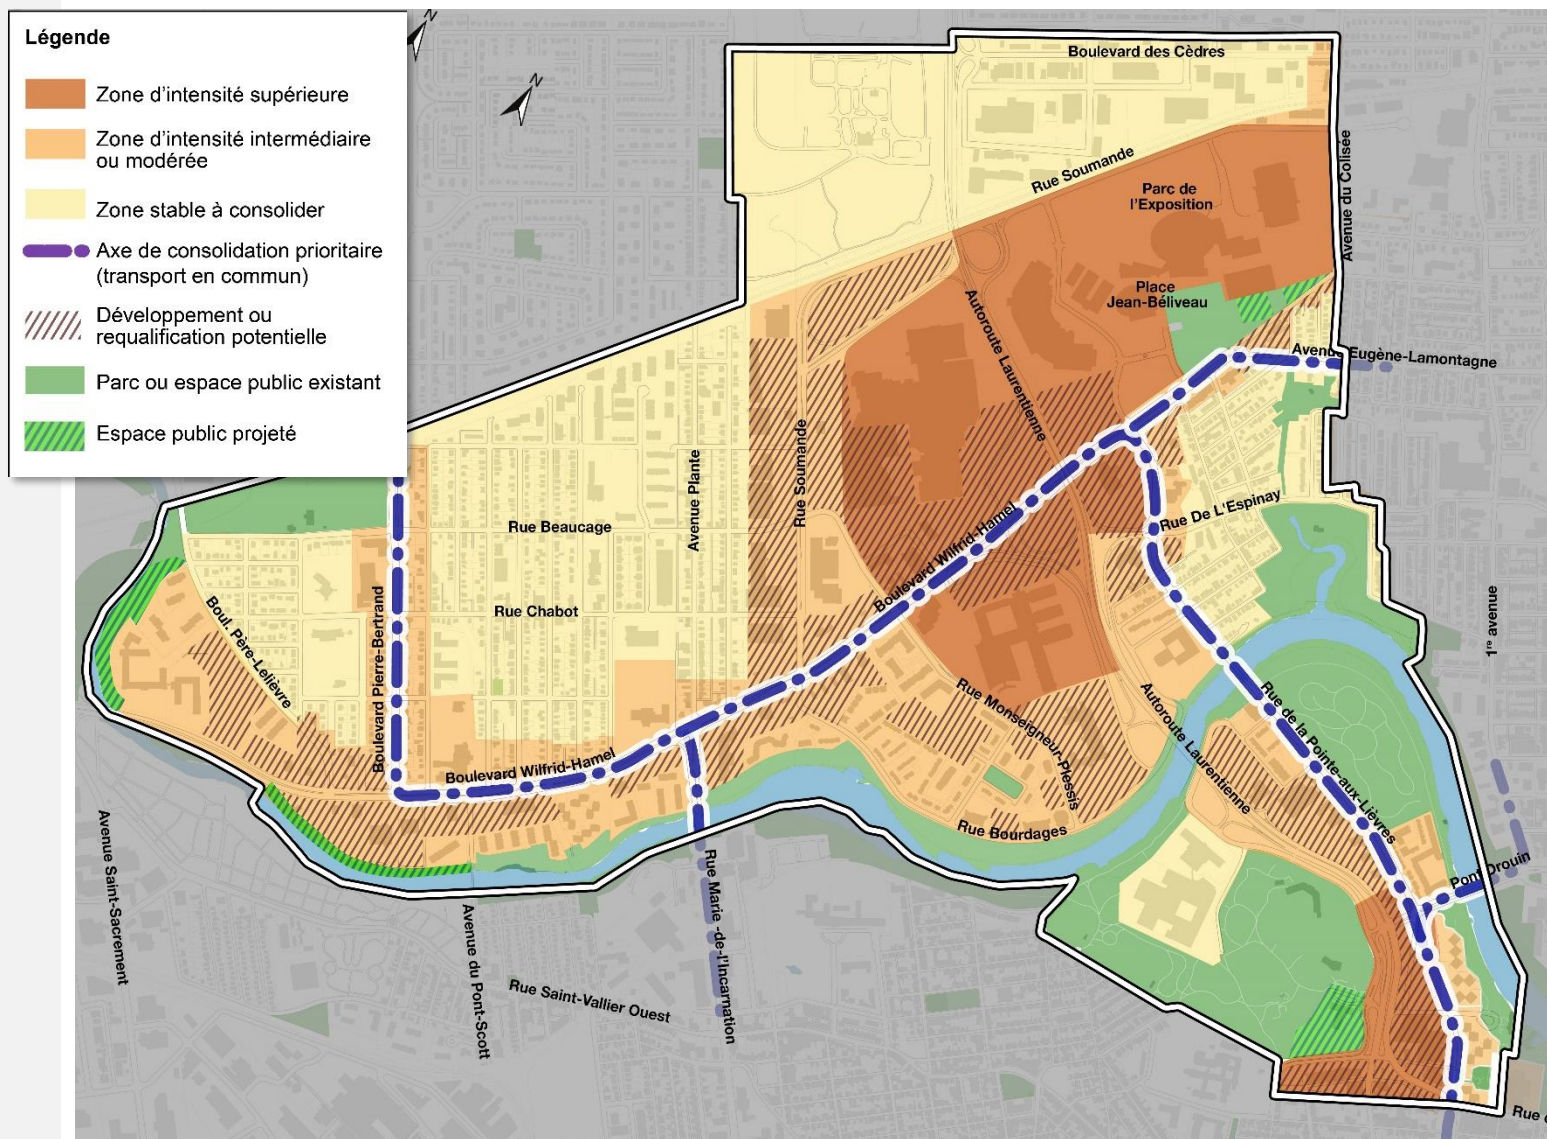 Légende
Zone d'intensité supérieure
Zone d'intensité intermédiaire
ou modérée
Zone stable à consolider
Axe de consolidation prioritaire
(transport en commun)
Développement ou
requalification potentielle
Parc ou espace public existant
Espace public projeté
N
N
Boulevard des Cèdres
Rue Soumande
Avenue du Colisée
Parc de
l'Exposition
Place
Jean-Béliveau
Autoroute Laurentienne
Avenue Eugène-Lamontagne
Avenue Plante
Rue Soumande
Rue Beaucage
Rue De L'Espinay
Boulevard Wilfrid-Hamel
Rue Chabot
Boul. Père-Lelièvre
Boulevard Pierre-Bertrand
1re avenue
Rue Monseigneur-Plessis
Autoroute Laurentienne
Rue de la Pointe-aux-Lièvres
Boulevard Wilfrid-Hamel
Rue Bourdages
Pont Drouin
Avenue Saint-Sacrement
Avenue du Pont-Scott
Rue Marie-de-l'Incarnation
Rue Saint-Vallier Ouest
Rue